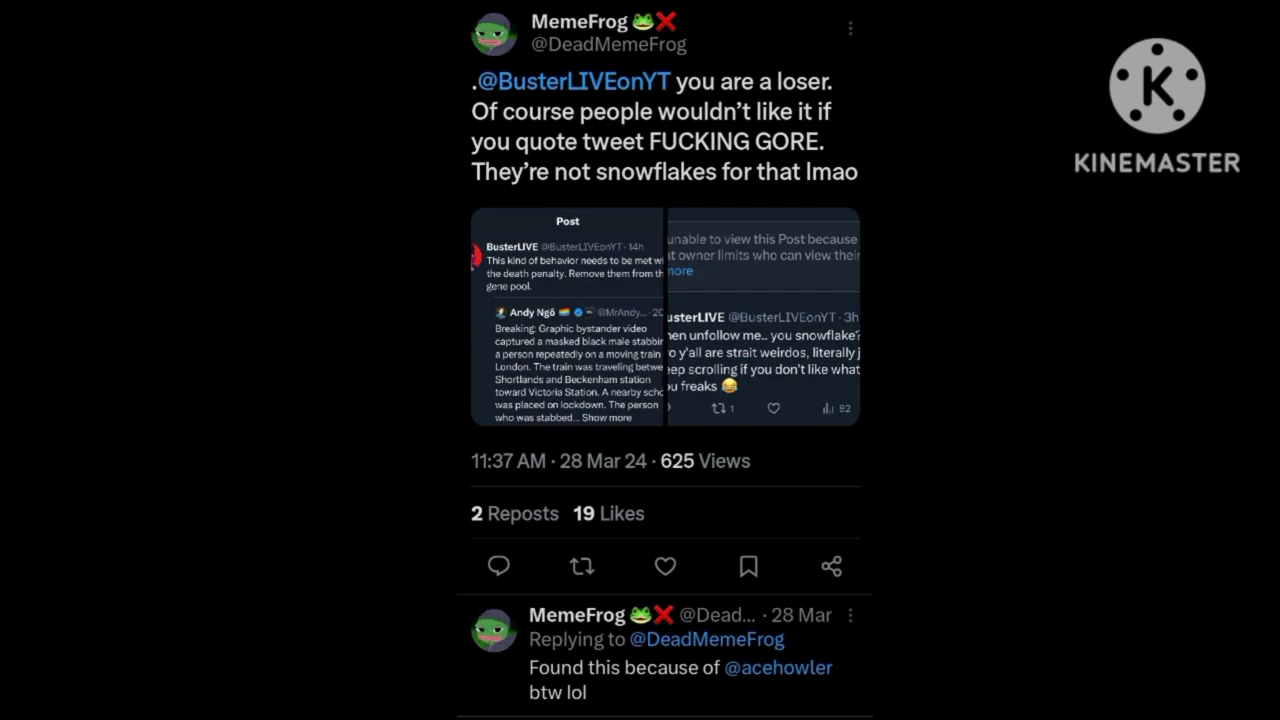 MemeFrog 🐸❌
@DeadMemeFrog
.@BusterLIVEonYT you are a loser.
Of course people wouldn't like it if
you quote tweet FUCKING GORE.
They're not snowflakes for that lmao
Post
BusterLIVE @BusterLIVEonYT · 14h
This kind of behavior needs to be met w
the death penalty. Remove them from th
gene pool.
Andy Ngô 🏳️‍🌈 @MrAndy... · 20
Breaking: Graphic bystander video
captured a masked black male stabbin
a person repeatedly on a moving train
London. The train was traveling betwe
Shortlands and Beckenham station
toward Victoria Station. A nearby scho
was placed on lockdown. The person
who was stabbed... Show more
unable to view this Post because
t owner limits who can view their
more
usterLIVE @BusterLIVEonYT · 3h
hen unfollow me.. you snowflake?
o y'all are strait weirdos, literally j
eep scrolling if you don't like what
ou freaks 😂
1 82
11:37 AM · 28 Mar 24 · 625 Views
2 Reposts 19 Likes
MemeFrog 🐸❌ @Dead... · 28 Mar
Replying to @DeadMemeFrog
Found this because of @acehowler
btw lol
K
KINEMASTER